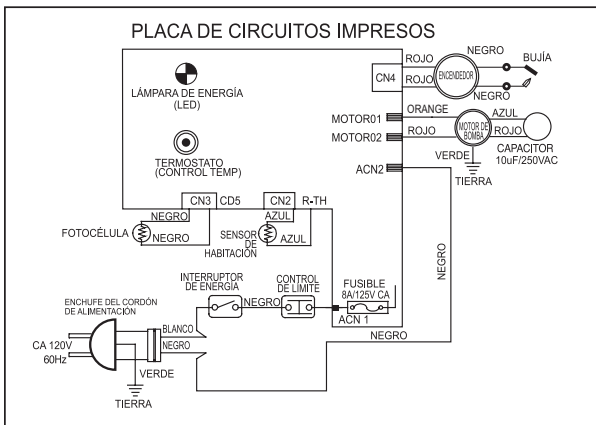 PLACA DE CIRCUITOS IMPRESOS
LÁMPARA DE ENERGÍA
(LED)
TERMOSTATO
(CONTROL TEMP)
CN4
ROJO
ROJO
ENCENDEDOR
NEGRO
NEGRO
BUJÍA
MOTOR01
MOTOR02
ORANGE
ROJO
MOTOR DE
BOMBA
AZUL
ROJO
CAPACITOR
10uF/250VAC
VERDE
TIERRA
ACN2
CN3
CD5
CN2
R-TH
NEGRO
NEGRO
FOTOCÉLULA
AZUL
AZUL
SENSOR
DE
HABITACIÓN
NEGRO
INTERRUPTOR
DE ENERGÍA
NEGRO
CONTROL
DE LÍMITE
FUSIBLE
8A/125V CA
ACN 1
NEGRO
ENCHUFE DEL CORDÓN
DE ALIMENTACIÓN
BLANCO
NEGRO
CA 120V
60Hz
VERDE
TIERRA